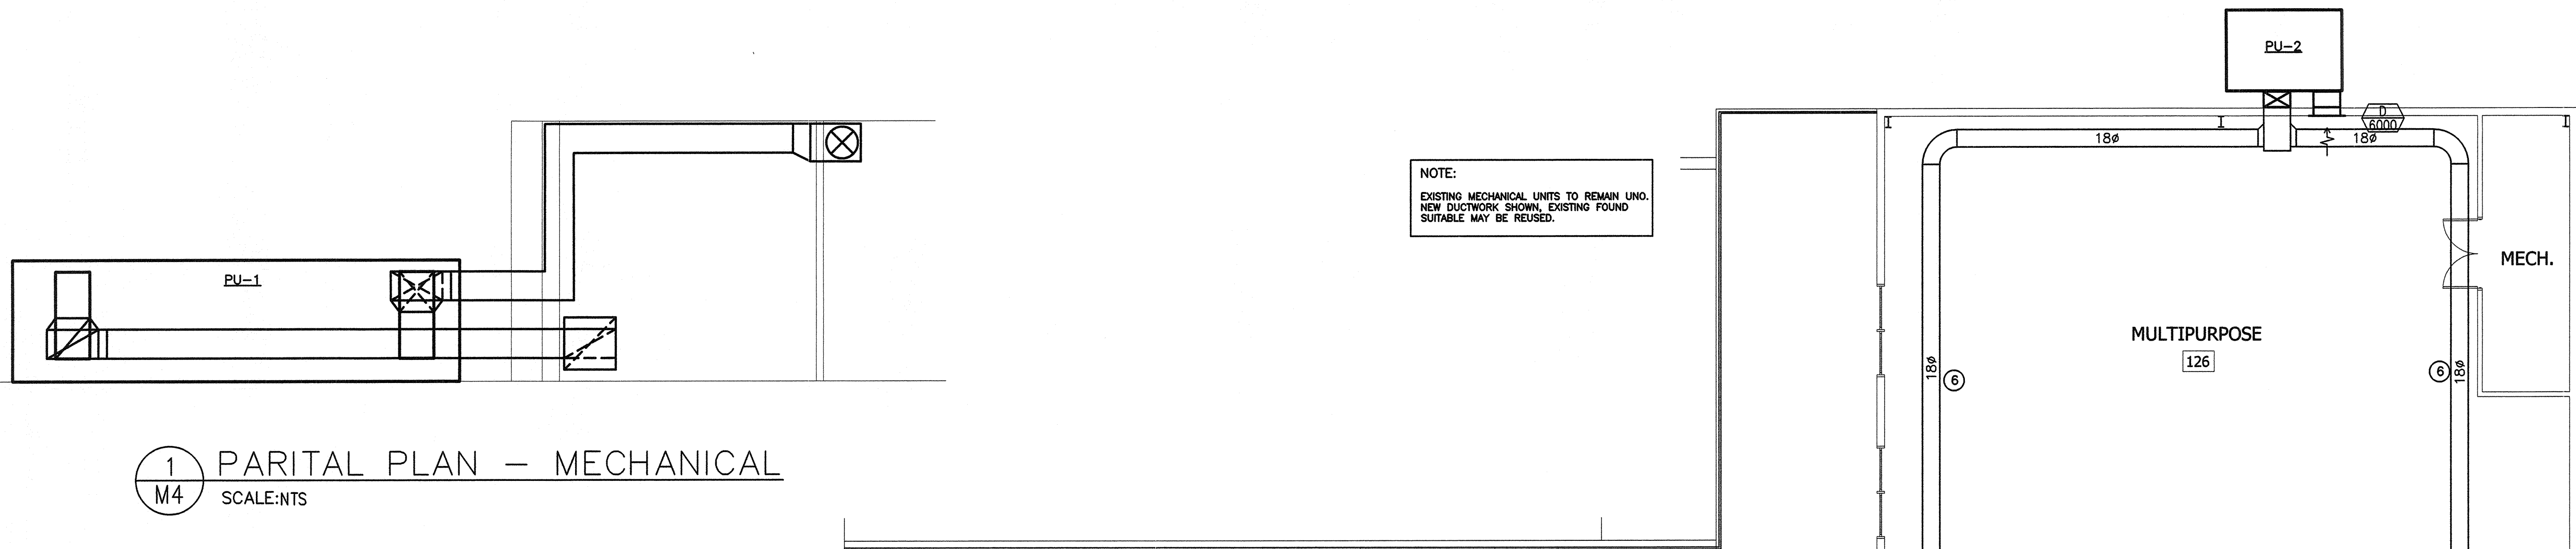 PU-1
1
M4
PARITAL PLAN - MECHANICAL
SCALE:NTS
NOTE:
EXISTING MECHANICAL UNITS TO REMAIN UNO.
NEW DUCTWORK SHOWN, EXISTING FOUND
SUITABLE MAY BE REUSED.
PU-2
D
6000
18ø
18ø
MECH.
MULTIPURPOSE
126
18ø
6
6
18ø